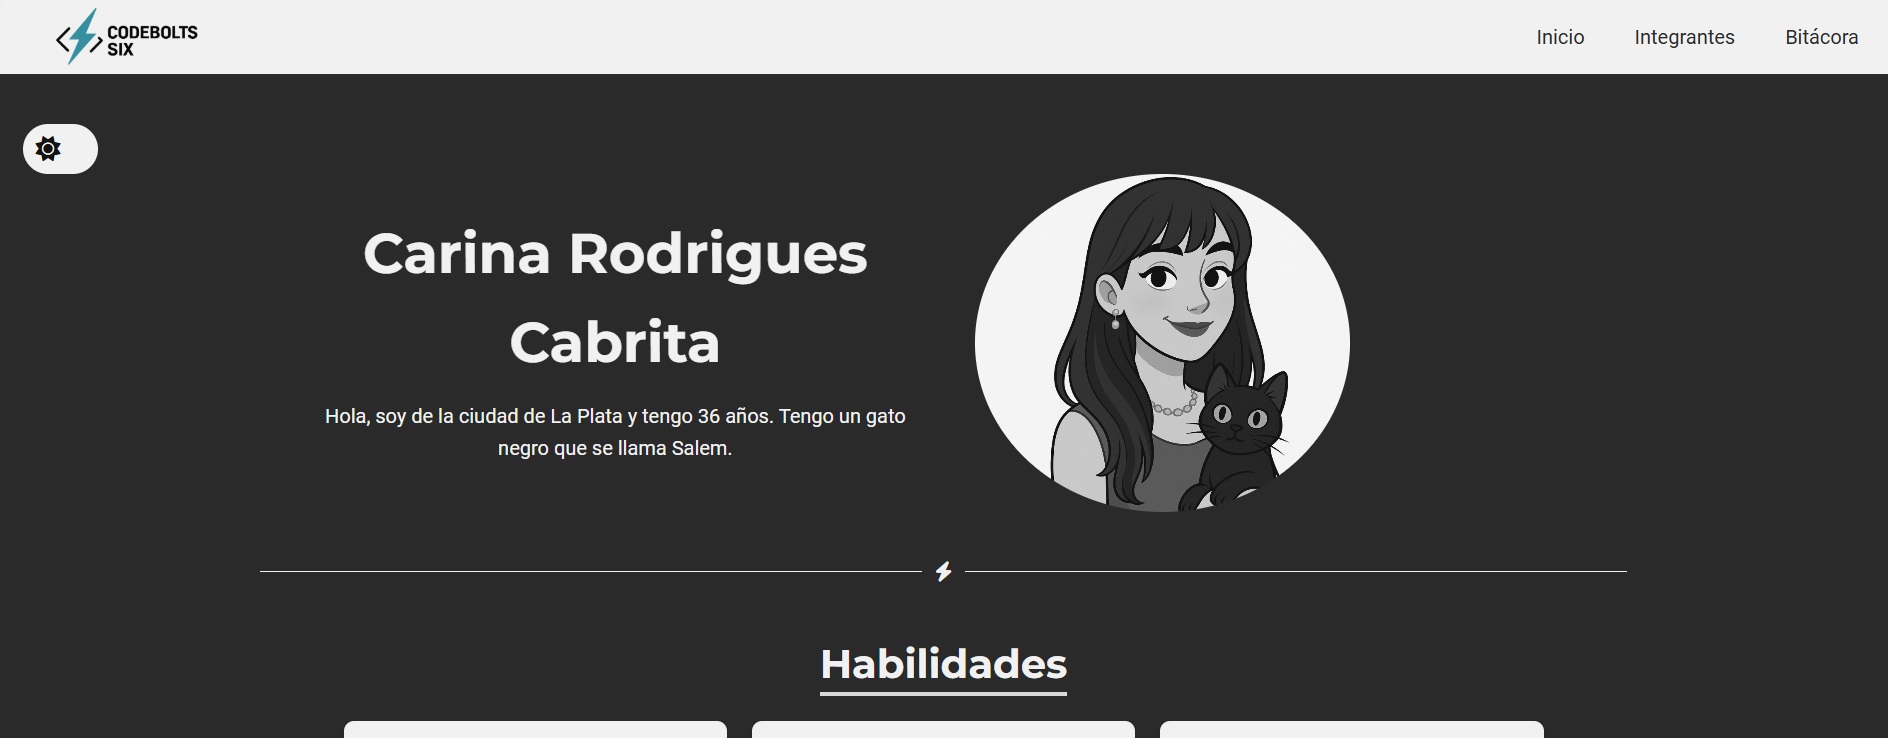 CODEBOLTS
SIX
Inicio
Integrantes
Bitácora
Carina Rodrigues
Cabrita
Hola, soy de la ciudad de La Plata y tengo 36 años. Tengo un gato
negro que se llama Salem.
Habilidades